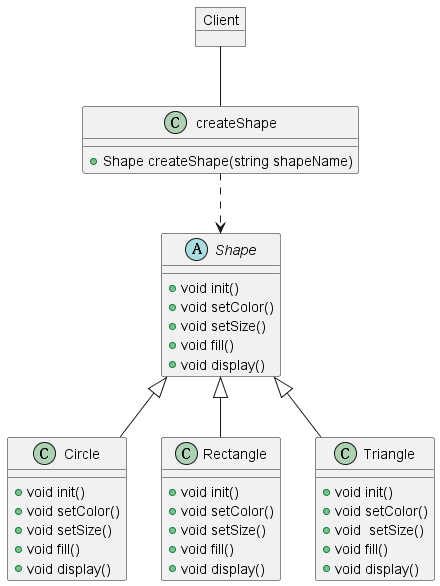 Client
C createShape
Shape createShape(string shapeName)
A Shape
void init()
void setColor()
void setSize()
void fill()
void display()
C Circle
void init()
void setColor()
void setSize()
void fill()
void display()
C Rectangle
void init()
void setColor()
void setSize()
void fill()
void display()
C Triangle
void init()
void setColor()
void  setSize()
void fill()
void display()